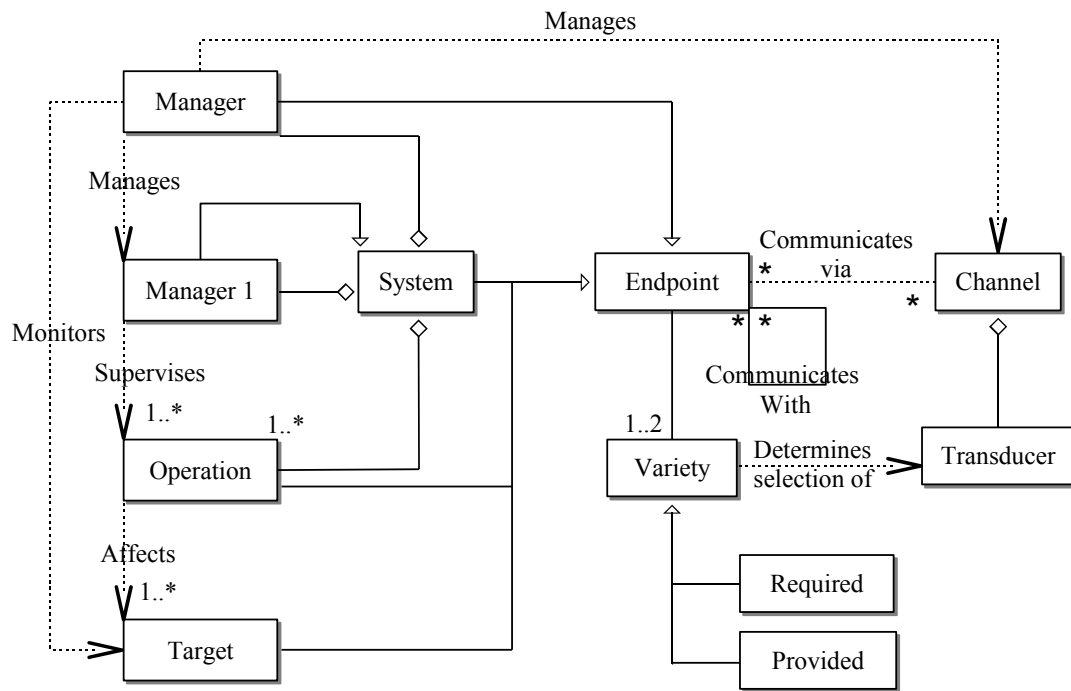 Manages
Manager
Manages
Manager 1
System
Endpoint
Communicates
via
Channel
*
*
* *
Monitors
Communicates
With
Supervises
1..*
1..*
1..2
Operation
Variety
Determines
selection of
Transducer
Affects
1..*
Required
Target
Provided